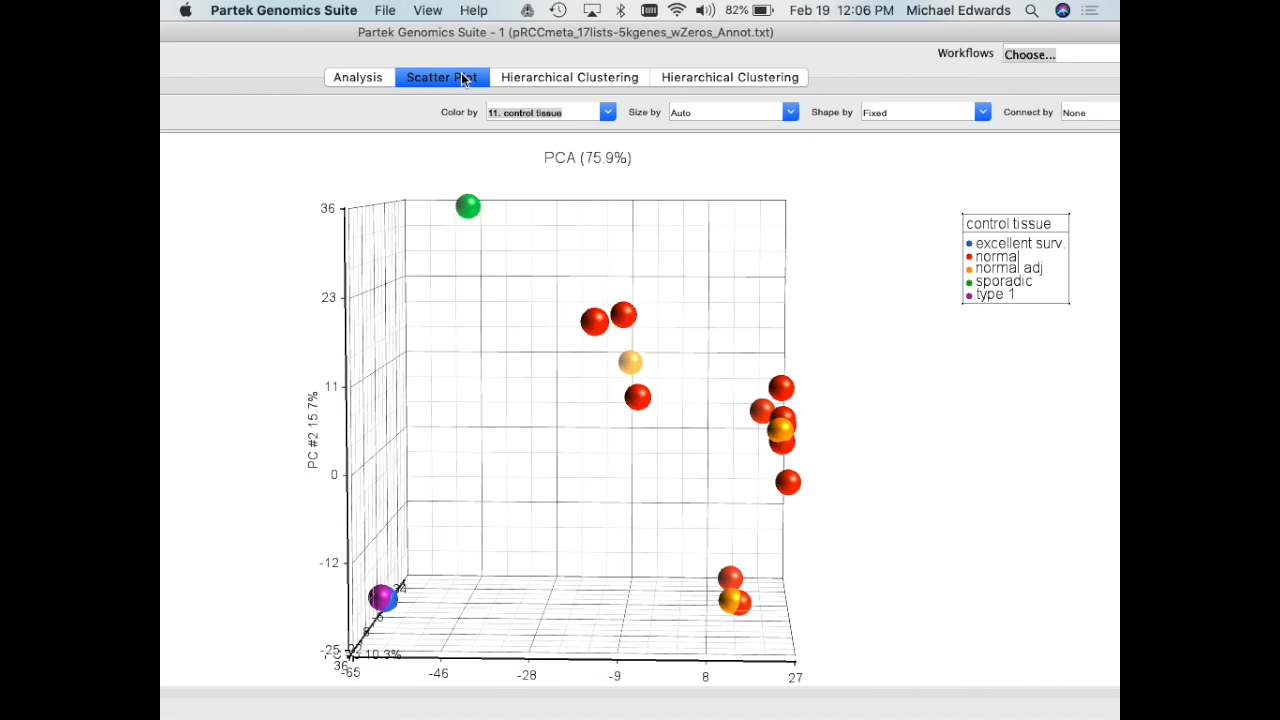 Partek Genomics Suite File View Help 82% Feb 19 12:06 PM Michael Edwards
Partek Genomics Suite - 1 (pRCCmeta_17lists-5kgenes_wZeros_Annot.txt)
Workflows Choose...
Analysis Scatter Plot Hierarchical Clustering Hierarchical Clustering
Color by 11. control tissue Size by Auto Shape by Fixed Connect by None
PCA (75.9%)
36
23
11
0
-12
-25
PC #2 15.7%
control tissue
excellent surv.
normal
normal adj
sporadic
type 1
10.3%
-65 -46 -28 -9 8 27